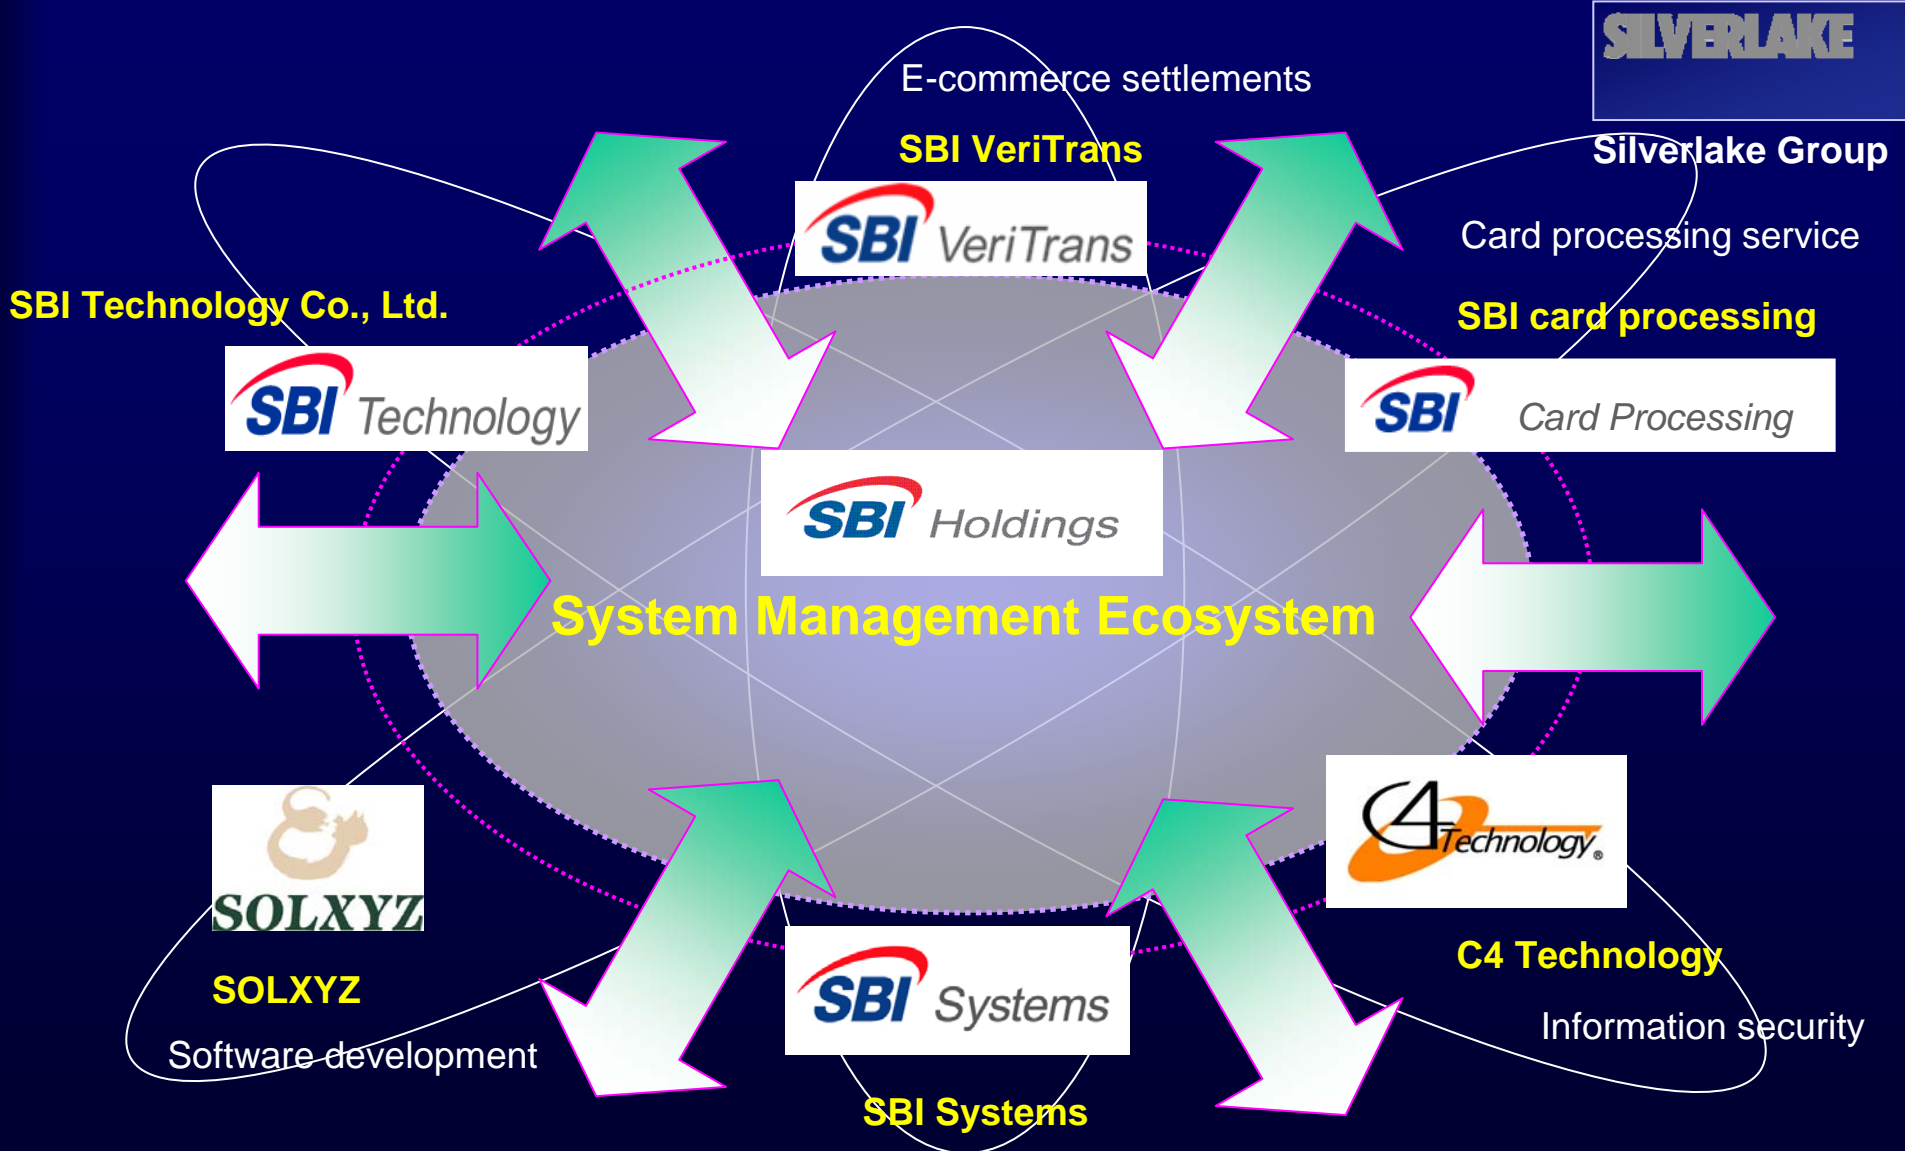 SILVERLAKE
E-commerce settlements
SBI VeriTrans
Silverlake Group
SBI VeriTrans
Card processing service
SBI Technology Co., Ltd.
SBI card processing
SBI Technology
SBI Card Processing
SBI Holdings
System Management Ecosystem
C4 Technology®
SOLXYZ
C4 Technology
SOLXYZ
SBI Systems
Information security
Software development
SBI Systems